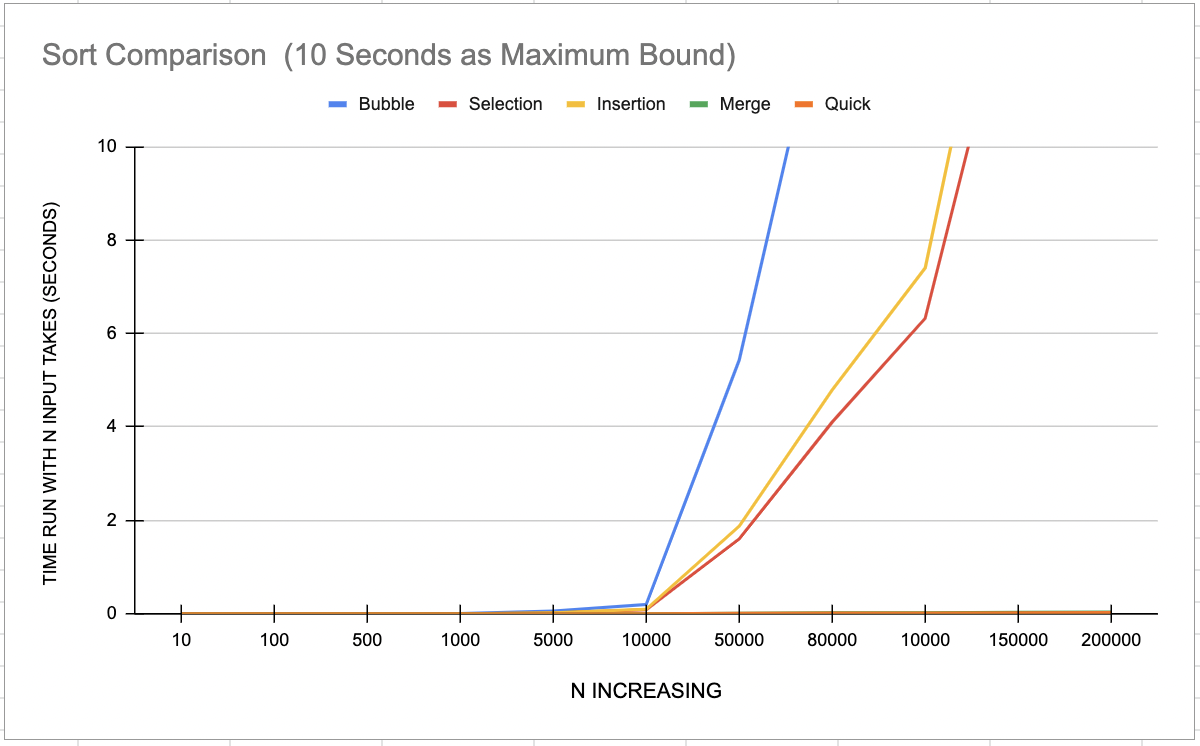 Sort Comparison (10 Seconds as Maximum Bound)
Bubble Selection Insertion Merge Quick
TIME RUN WITH N INPUT TAKES (SECONDS)
10
8
6
4
2
0
10 100 500 1000 5000 10000 50000 80000 10000 150000 200000
N INCREASING